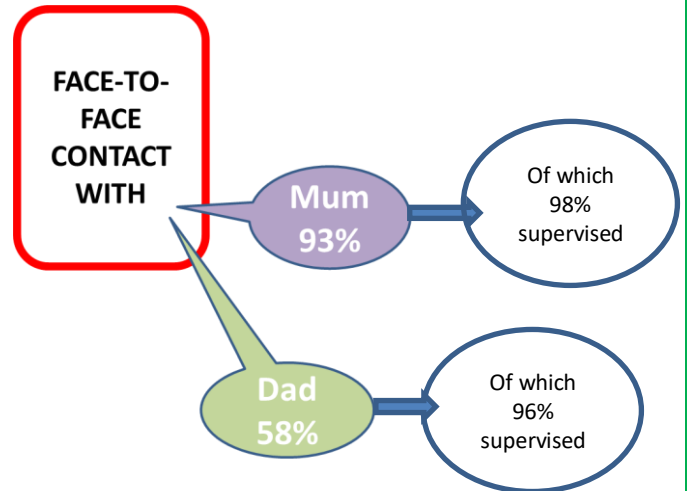 FACE-TO-
FACE
CONTACT
WITH
Mum
93%
Of which
98%
supervised
Dad
58%
Of which
96%
supervised